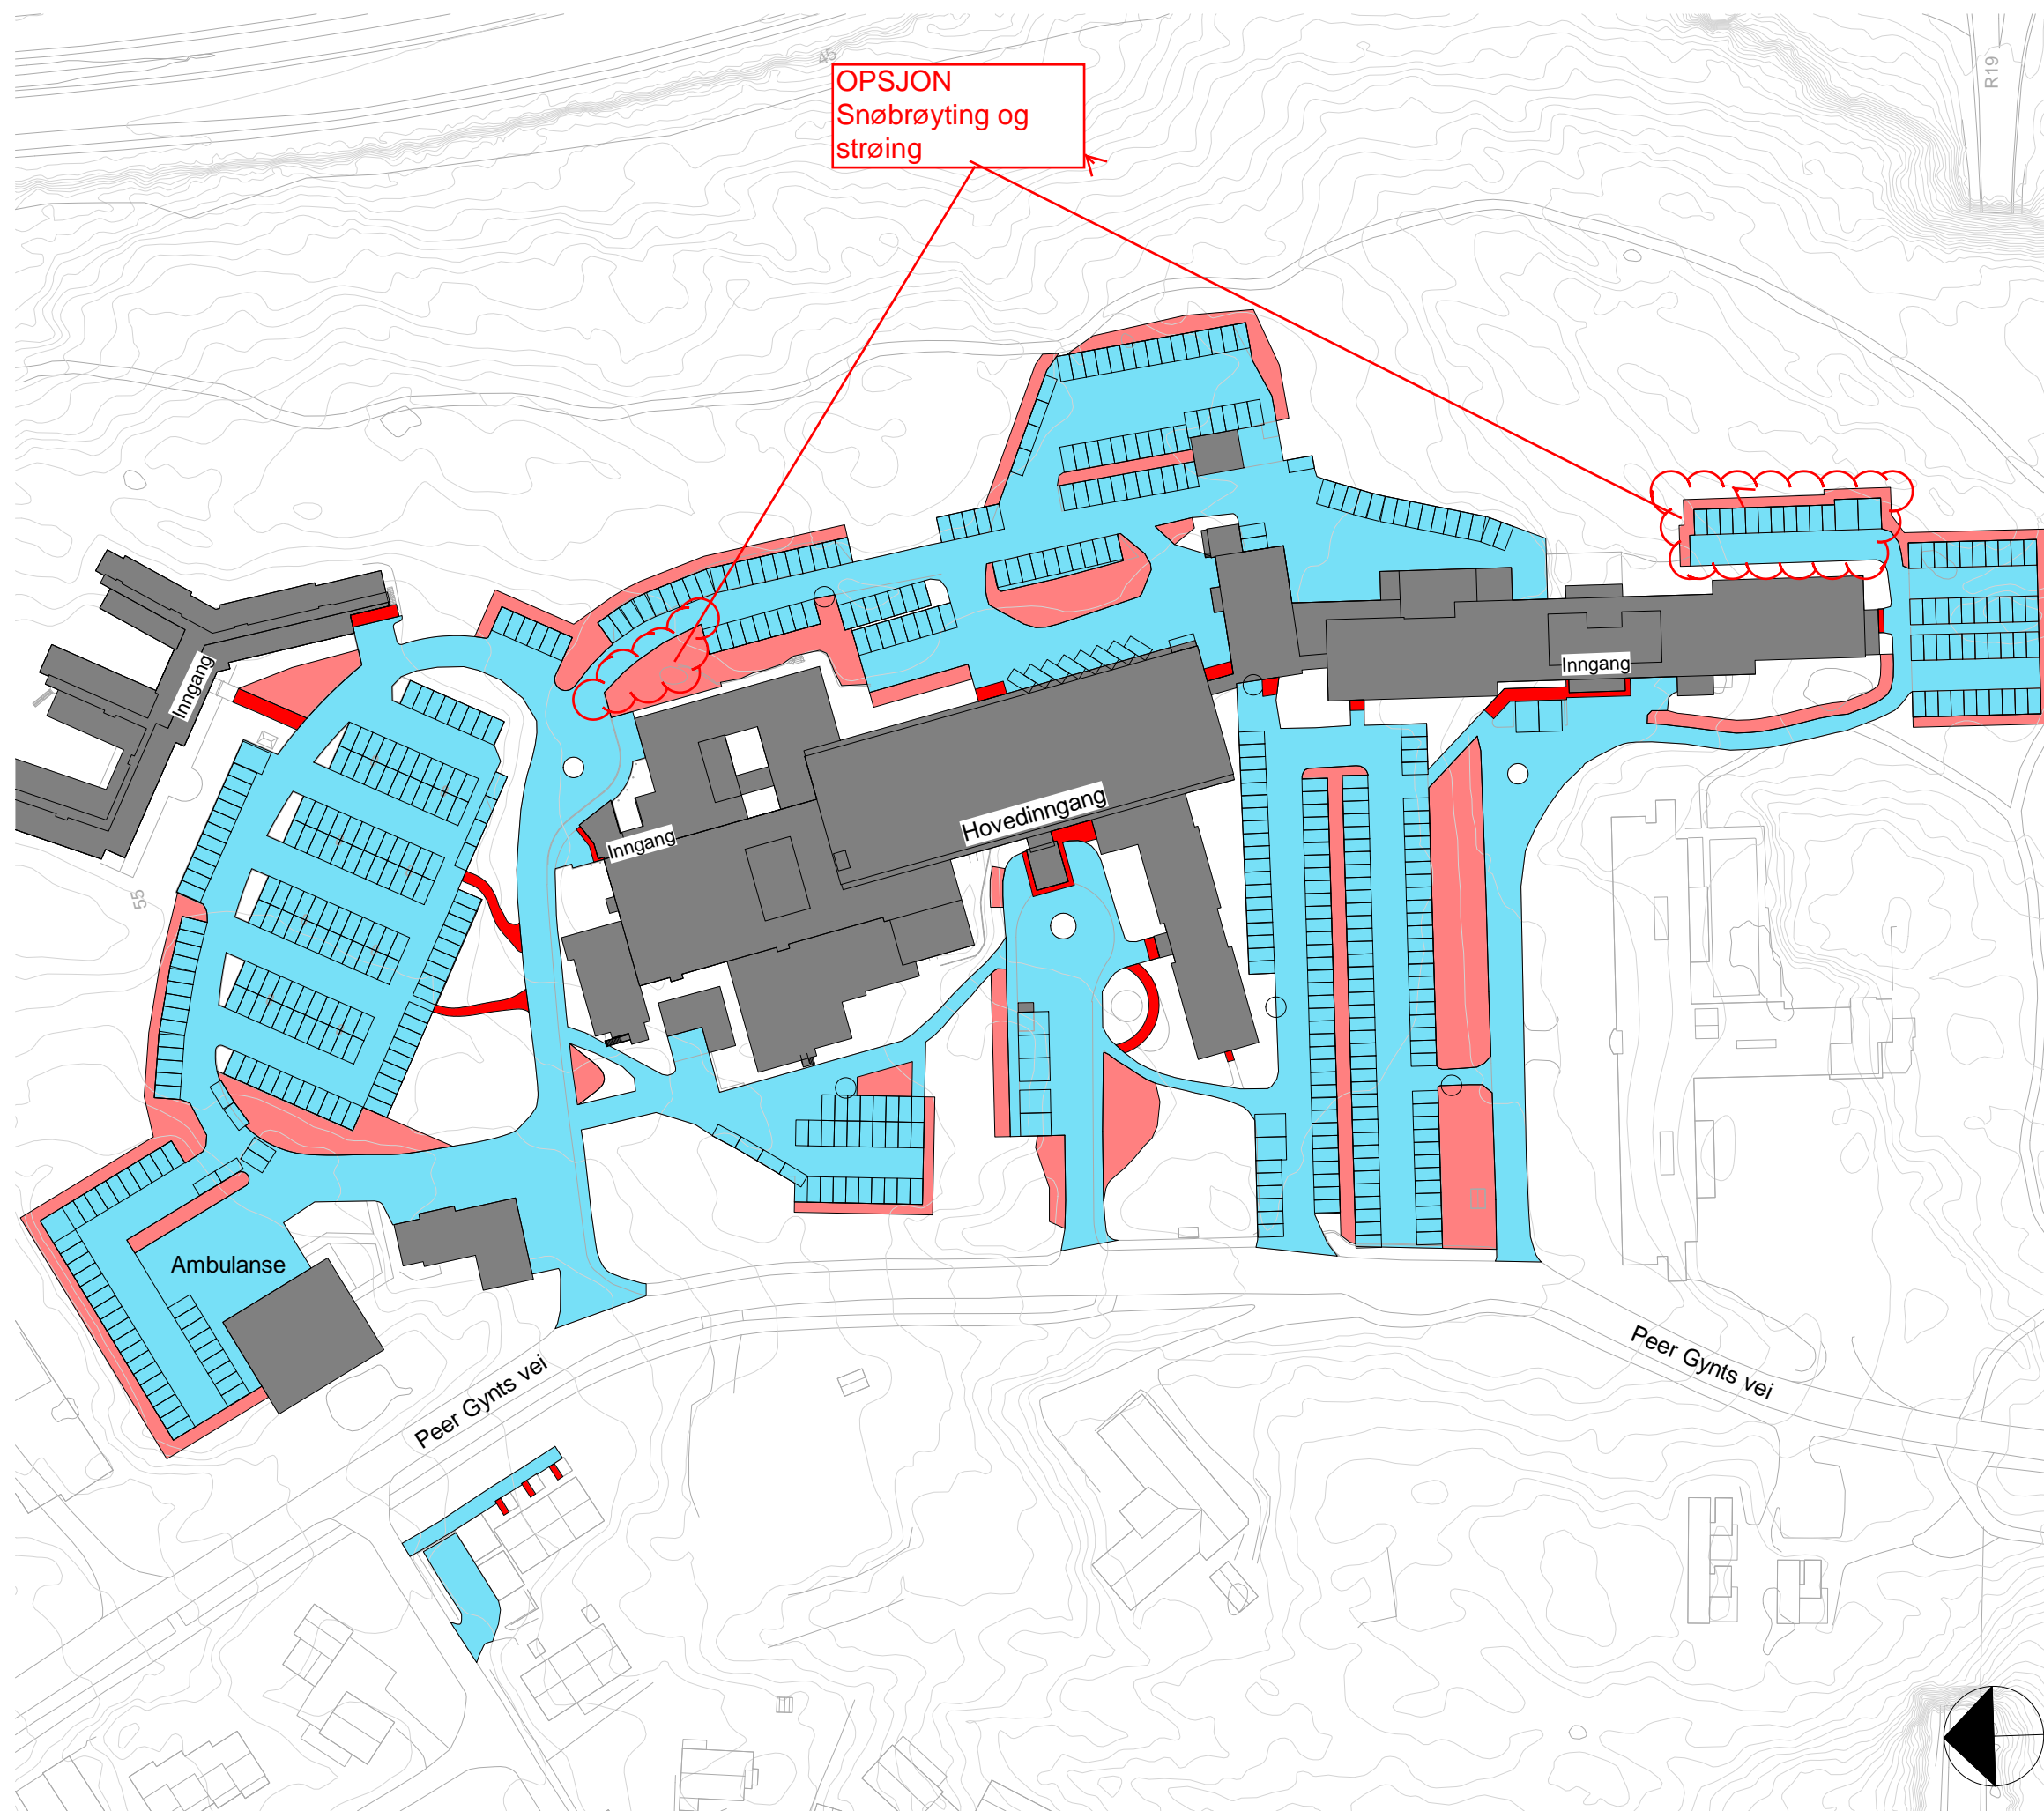 45
R19
OPSJON
Snøbrøyting og
strøing
Inngang
Inngang
Hovedinngang
Inngang
55
Ambulanse
Peer Gynts vei
Peer Gynts vei